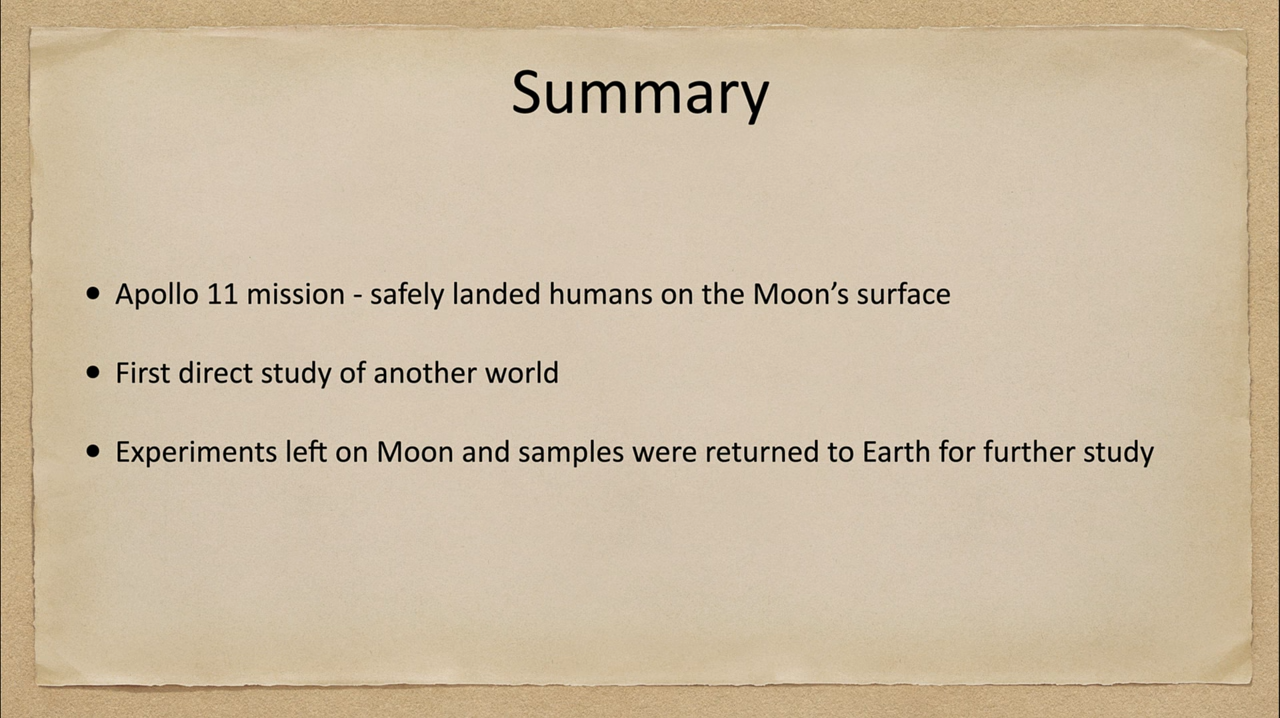 Summary
• Apollo 11 mission - safely landed humans on the Moon’s surface
• First direct study of another world
• Experiments left on Moon and samples were returned to Earth for further study